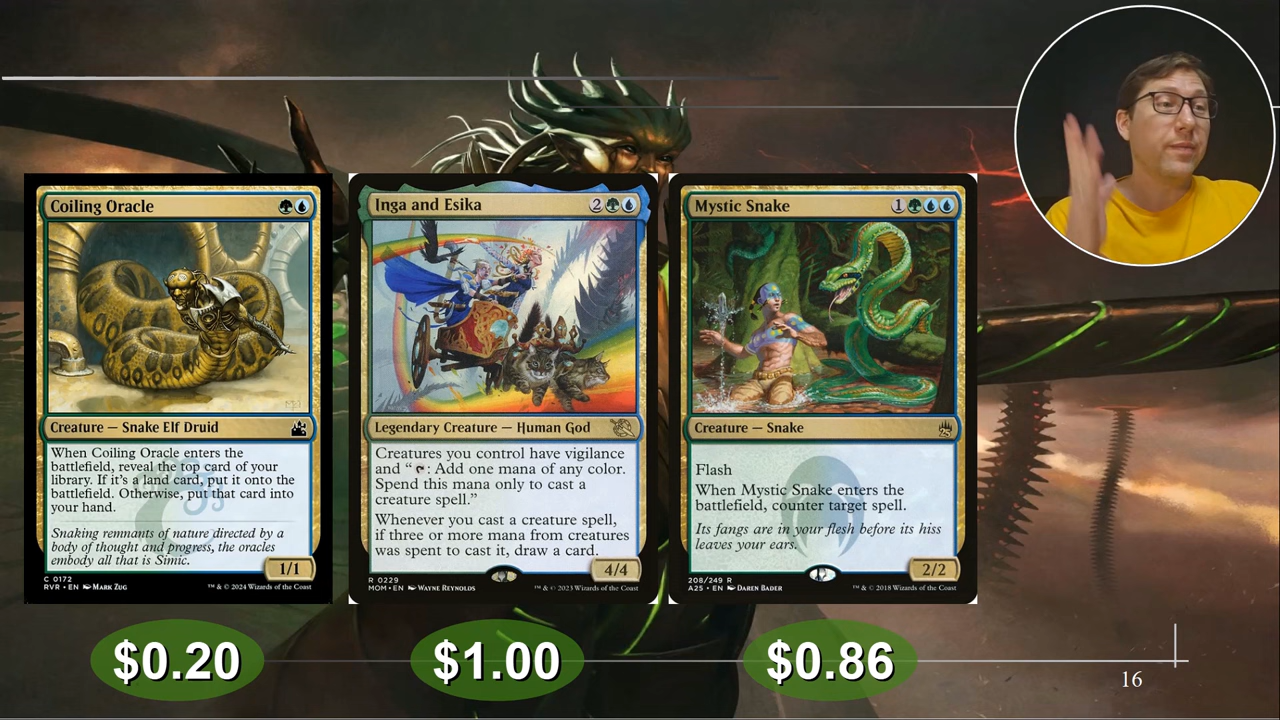 Coiling Oracle
Creature — Snake Elf Druid
When Coiling Oracle enters the
battlefield, reveal the top card of your
library. If it's a land card, put it onto the
battlefield. Otherwise, put that card into
your hand.
Snaking remnants of nature directed by a
body of thought and progress, the oracles
embody all that is Simic.
1/1
C 0172
RVR • EN MARK ZUG
™ & © 2024 Wizards of the Coast
Inga and Esika
2
Legendary Creature — Human God
Creatures you control have vigilance
and “ : Add one mana of any color.
Spend this mana only to cast a
creature spell.”
Whenever you cast a creature spell,
if three or more mana from creatures
was spent to cast it, draw a card.
4/4
R 0229
MOM • EN WAYNE REYNOLDS
™ & © 2023 Wizards of the Coast
Mystic Snake
1
Creature — Snake
Flash
When Mystic Snake enters the
battlefield, counter target spell.
Its fangs are in your flesh before its hiss
leaves your ears.
2/2
208/249 R
A25 • EN DAREN BADER
™ & © 2018 Wizards of the Coast
$0.20
$1.00
$0.86
16